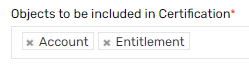 Objects to be included in Certification*
× Account × Entitlement